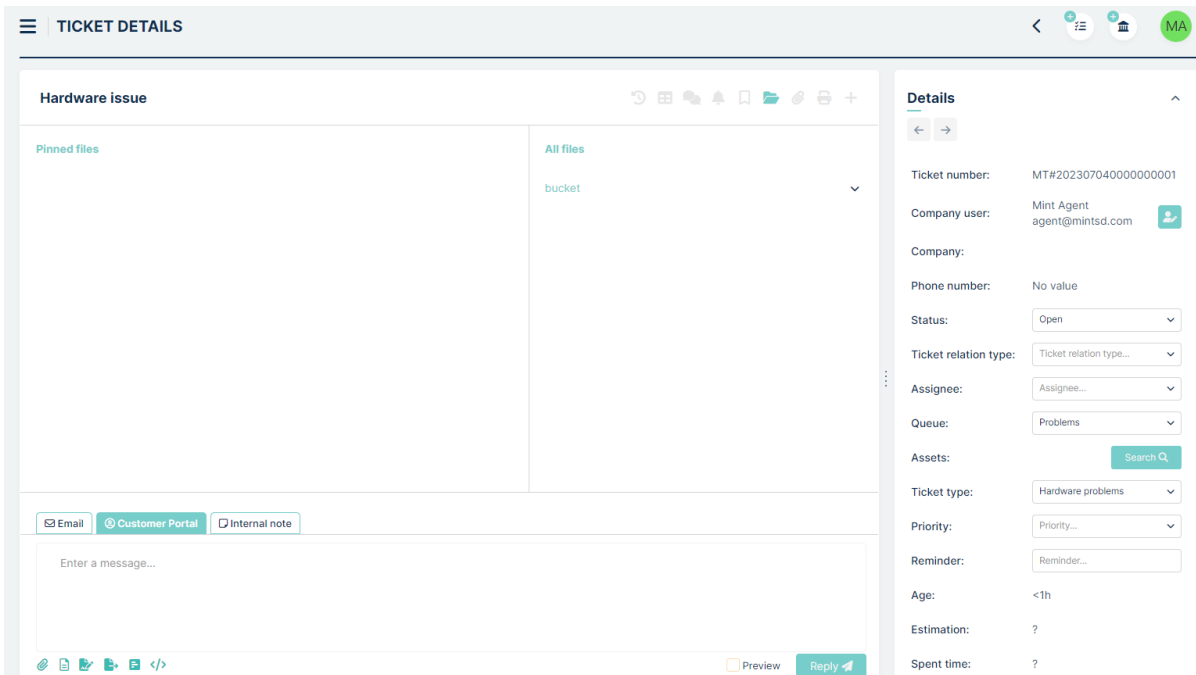 TICKET DETAILS
MA
Hardware issue
Pinned files
All files
bucket
Email
Customer Portal
Internal note
Enter a message...
Preview
Reply
Details
Ticket number: MT#202307040000000001
Company user: Mint Agent
agent@mintsd.com
Company:
Phone number: No value
Status: Open
Ticket relation type: Ticket relation type...
Assignee: Assignee...
Queue: Problems
Assets: Search
Ticket type: Hardware problems
Priority: Priority...
Reminder: Reminder...
Age: <1h
Estimation: ?
Spent time: ?